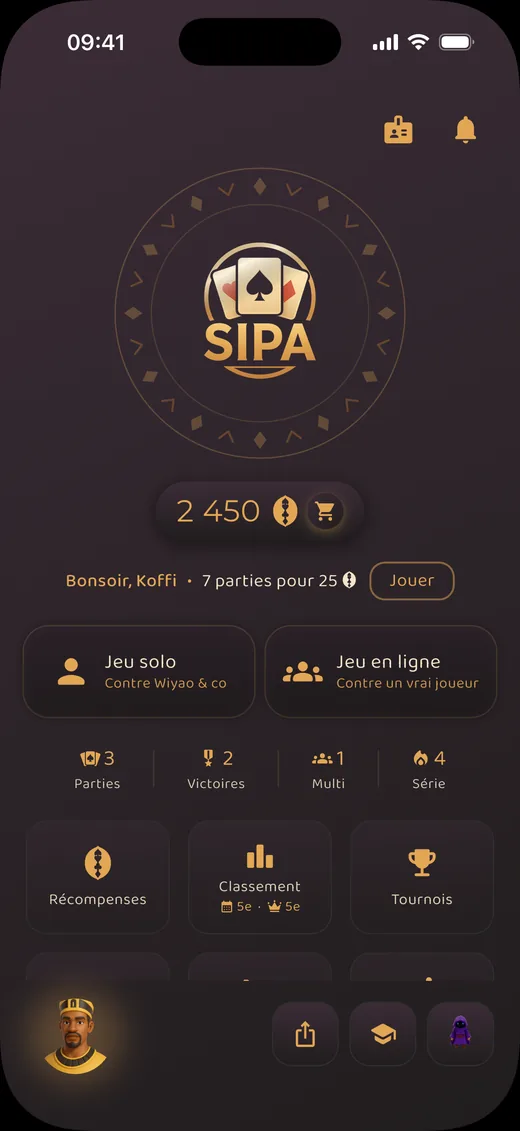 09:41
SIPA
2 450
Bonsoir, Koffi • 7 parties pour 25
Jouer
Jeu solo
Contre Wiyao & co
Jeu en ligne
Contre un vrai joueur
3
Parties
2
Victoires
1
Multi
4
Série
Récompenses
Classement
5e · 5e
Tournois